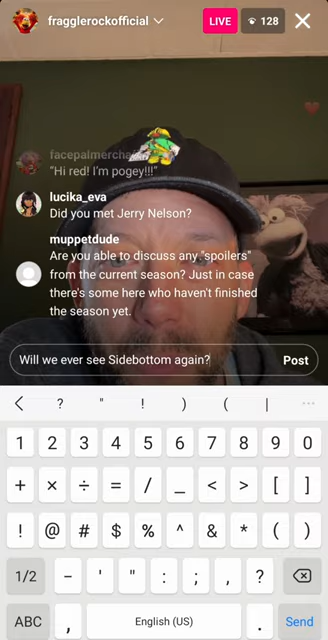 fragglerockofficial
LIVE
128
"Hi red! I'm pogey!!!"
lucika_eva
Did you met Jerry Nelson?
muppetdude
Are you able to discuss any "spoilers"
from the current season? Just in case
there's some here who haven't finished
the season yet.
Will we ever see Sidebottom again?
Post
? " ! ) ( |
1 2 3 4 5 6 7 8 9 0
+ × ÷ = / _ < > [ ]
! @ # $ % ^ & * ( )
1/2 - ' " : ; , ?
ABC , English (US) . Send